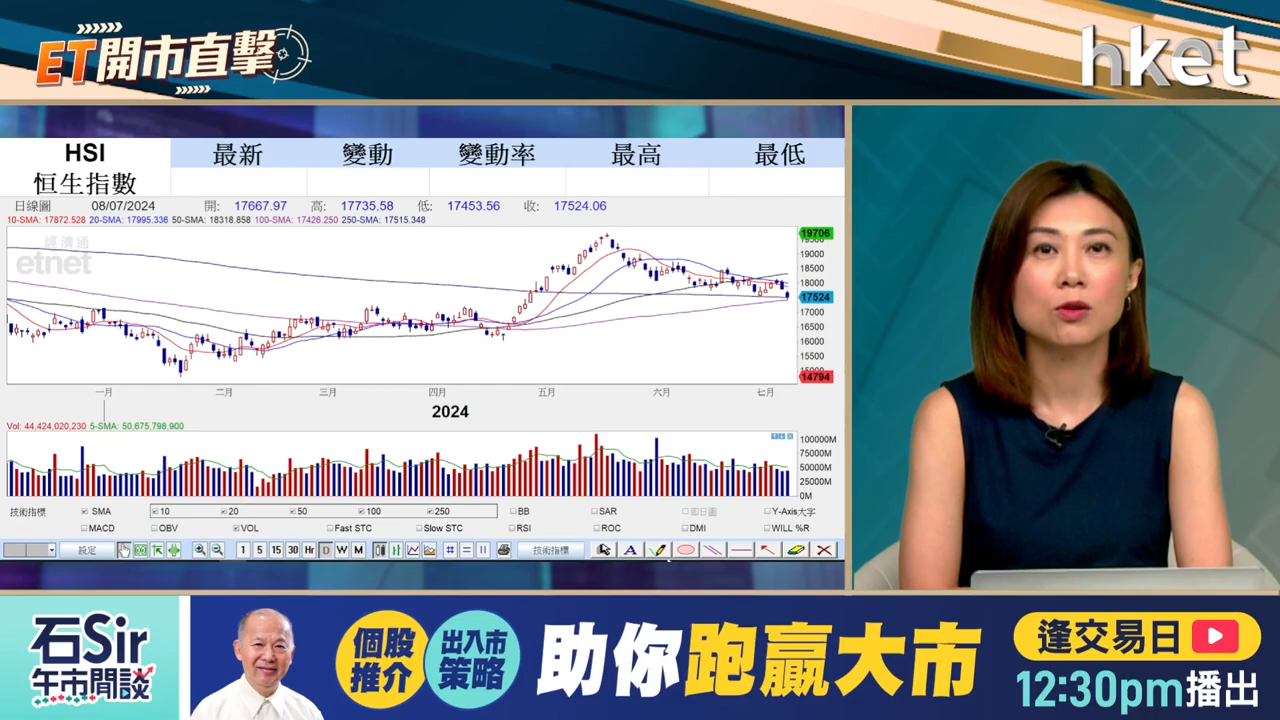 ET開市直擊
hket
HSI 最新 變動 變動率 最高 最低
恒生指數
日線圖 08/07/2024 開: 17667.97 高: 17735.58 低: 17453.56 收: 17524.06
10-SMA: 17872.528 20-SMA: 17995.336 50-SMA: 18318.858 100-SMA: 17426.250 250-SMA: 17515.348
經濟通
etnet
19706
19500
19000
18500
18000
17524
17000
16500
16000
15500
15000
14794
一月 二月 三月 四月 五月 六月 七月
2024
Vol: 44,424,020,230 5-SMA: 50,675,798,900
100000M
75000M
50000M
25000M
0M
技術指標 SMA 10 20 50 100 250 BB SAR 即日圖 Y-Axis大字
MACD OBV VOL Fast STC Slow STC RSI ROC DMI WILL %R
設定 1 5 15 30 Hr D W M 技術指標 A
石Sir
午市閒談
個股
推介
出入市
策略
助你跑贏大市
逢交易日
12:30pm播出